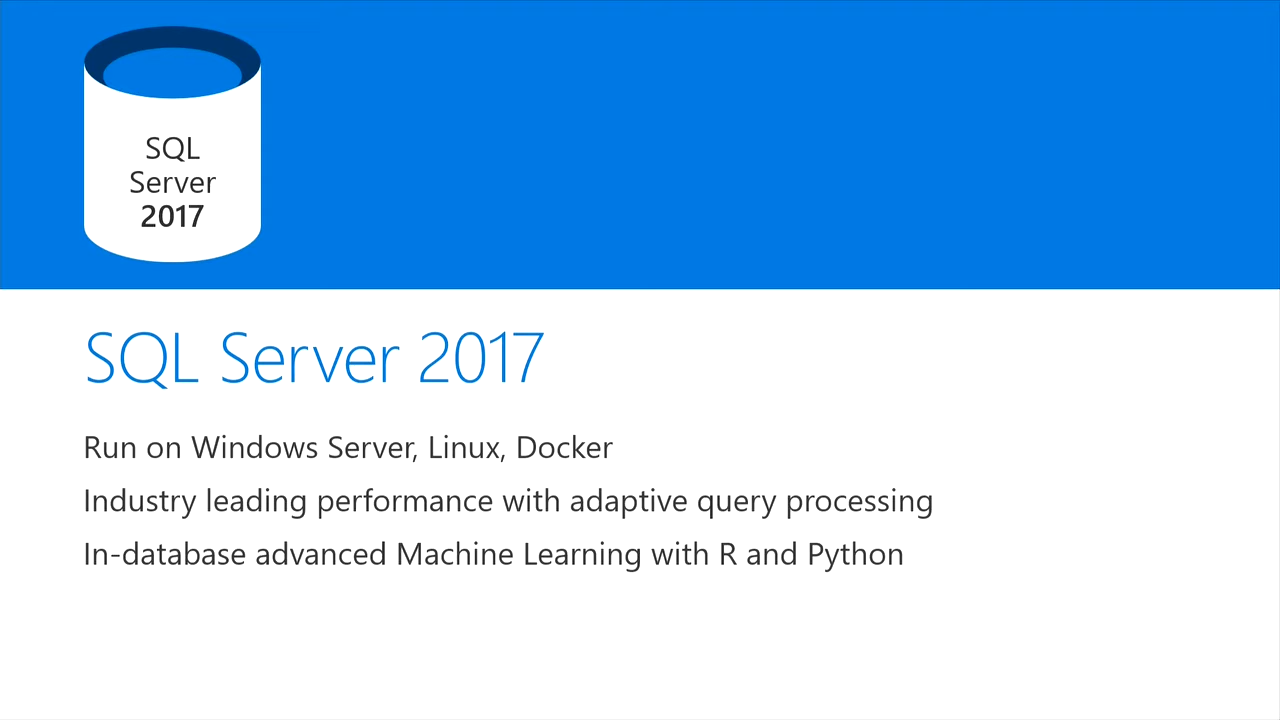 SQL
Server
2017
SQL Server 2017
Run on Windows Server, Linux, Docker
Industry leading performance with adaptive query processing
In-database advanced Machine Learning with R and Python